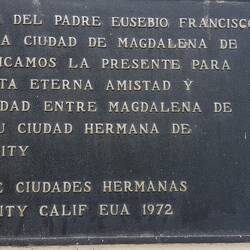 DEL PADRE EUSEBIO FRANCISCO
A CIUDAD DE MAGDALENA DE
ICAMOS LA PRESENTE PARA
TA ETERNA AMISTAD Y
DAD ENTRE MAGDALENA DE
U CIUDAD HERMANA DE
ITY
E CIUDADES HERMANAS
ITY CALIF EUA 1972